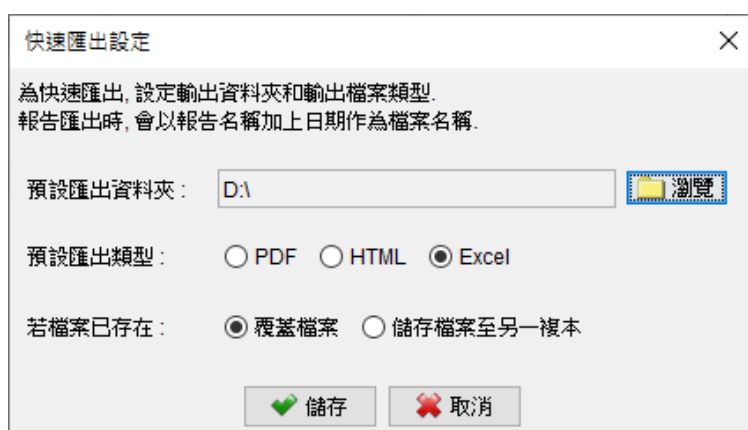 快速匯出設定
為快速匯出, 設定輸出資料夾和輸出檔案類型.
報告匯出時, 會以報告名稱加上日期作為檔案名稱.
預設匯出資料夾 : D:\ 瀏覽
預設匯出類型 : PDF HTML Excel
若檔案已存在 : 覆蓋檔案 儲存檔案至另一複本
儲存 取消